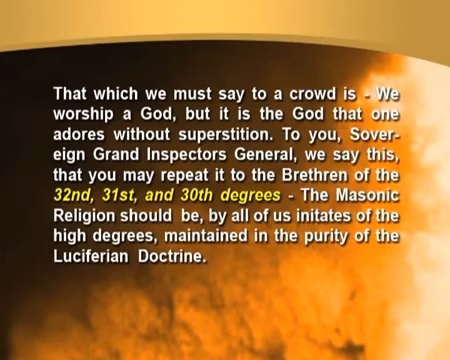 That which we must say to a crowd is - We
worship a God, but it is the God that one
adores without superstition. To you, Sover-
eign Grand Inspectors General, we say this,
that you may repeat it to the Brethren of the
32nd, 31st, and 30th degrees - The Masonic
Religion should be, by all of us initates of the
high degrees, maintained in the purity of the
Luciferian Doctrine.